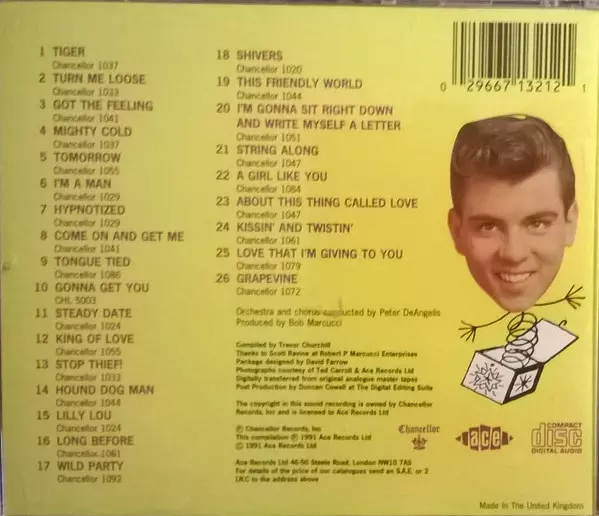 1 TIGER
Chancellor 1037
2 TURN ME LOOSE
Chancellor 1033
3 GOT THE FEELING
Chancellor 1041
4 MIGHTY COLD
Chancellor 1037
5 TOMORROW
Chancellor 1055
6 I'M A MAN
Chancellor 1029
7 HYPNOTIZED
Chancellor 1029
8 COME ON AND GET ME
Chancellor 1041
9 TONGUE TIED
Chancellor 1086
10 GONNA GET YOU
CHL 5003
11 STEADY DATE
Chancellor 1024
12 KING OF LOVE
Chancellor 1055
13 STOP THIEF!
Chancellor 1033
14 HOUND DOG MAN
Chancellor 1044
15 LILLY LOU
Chancellor 1024
16 LONG BEFORE
Chancellor 1061
17 WILD PARTY
Chancellor 1092
18 SHIVERS
Chancellor 1020
19 THIS FRIENDLY WORLD
Chancellor 1044
20 I'M GONNA SIT RIGHT DOWN
AND WRITE MYSELF A LETTER
Chancellor 1051
21 STRING ALONG
Chancellor 1047
22 A GIRL LIKE YOU
Chancellor 1084
23 ABOUT THIS THING CALLED LOVE
Chancellor 1047
24 KISSIN' AND TWISTIN'
Chancellor 1061
25 LOVE THAT I'M GIVING TO YOU
Chancellor 1079
26 GRAPEVINE
Chancellor 1072
Orchestra and chorus conducted by Peter DeAngelis
Produced by Bob Marcucci
Compiled by Trevor Churchill
Thanks to Scott Ravine at Robert P Marcucci Enterprises
Package designed by David Farrow
Photographs courtesy of Ted Carroll & Ace Records Ltd
Digitally transferred from original analogue master tapes
Post Production by Duncan Cowell at The Digital Editing Suite
The copyright in this sound recording is owned by Chancellor
Records, Inc and is licensed to Ace Records Ltd
℗ Chancellor Records, Inc
This compilation ℗ 1991 Ace Records Ltd
© 1991 Ace Records Ltd
Ace Records Ltd 46-50 Steele Road, London NW10 7AS
For details of the price of our catalogues send an S.A.E. or 2
I.R.C to the address above
0 29667 13212 1
Chancellor
ace
COMPACT
disc
DIGITAL AUDIO
Made In The United Kingdom